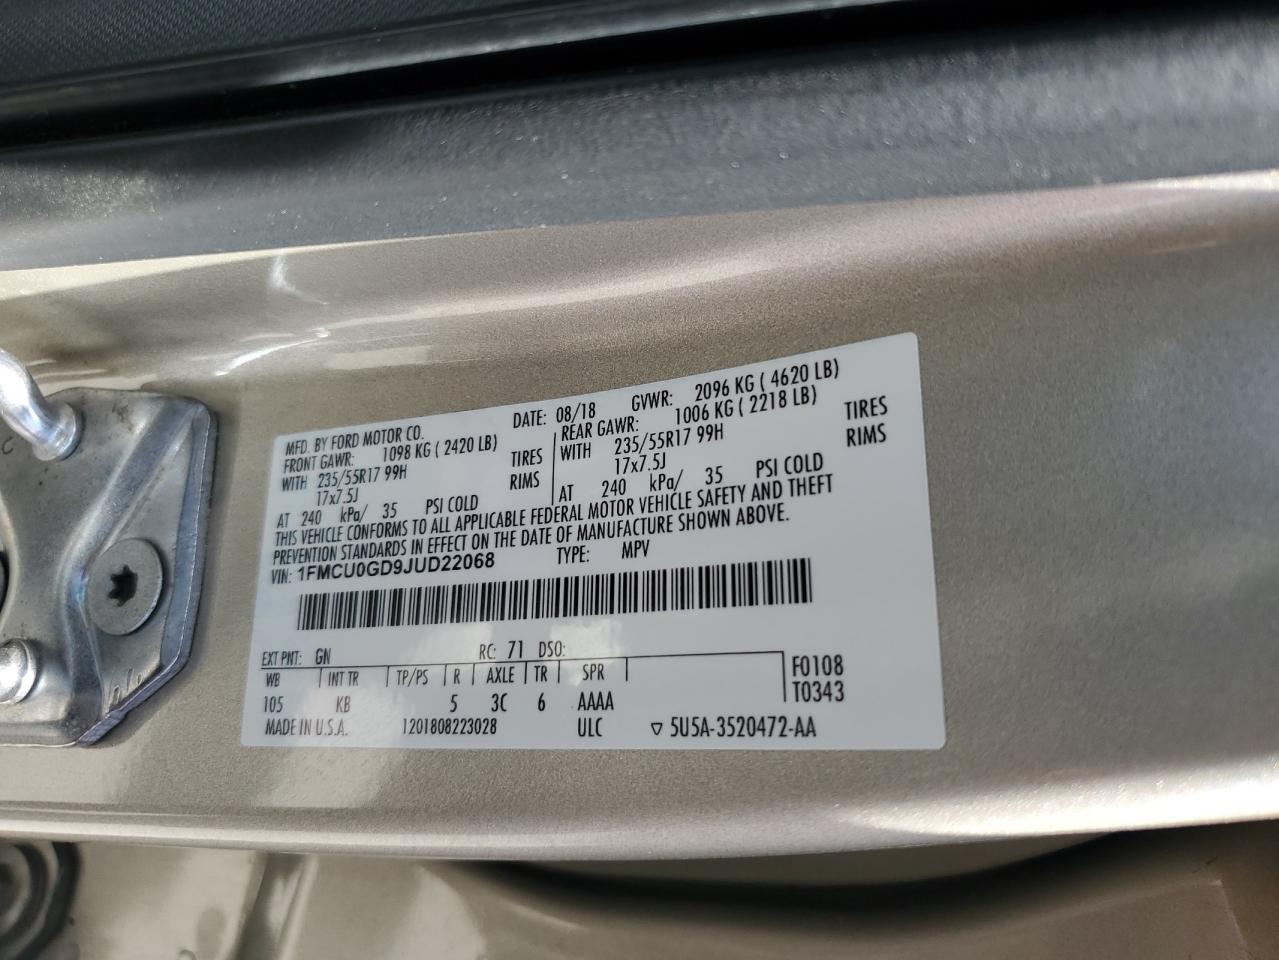 MFD. BY FORD MOTOR CO. DATE: 08/18 GVWR: 2096 KG ( 4620 LB)
FRONT GAWR: 1098 KG ( 2420 LB) REAR GAWR: 1006 KG ( 2218 LB)
WITH 235/55R17 99H TIRES WITH 235/55R17 99H TIRES
17x7.5J RIMS 17x7.5J RIMS
AT 240 kPa/ 35 PSI COLD AT 240 kPa/ 35 PSI COLD
THIS VEHICLE CONFORMS TO ALL APPLICABLE FEDERAL MOTOR VEHICLE SAFETY AND THEFT
PREVENTION STANDARDS IN EFFECT ON THE DATE OF MANUFACTURE SHOWN ABOVE.
VIN: 1FMCU0GD9JUD22068 TYPE: MPV
EXT PNT: GN RC: 71 DSO:
WB INT TR TP/PS R AXLE TR SPR F0108
105 KB 5 3C 6 AAAA T0343
MADE IN U.S.A. 1201808223028 ULC ▽ 5U5A-3520472-AA